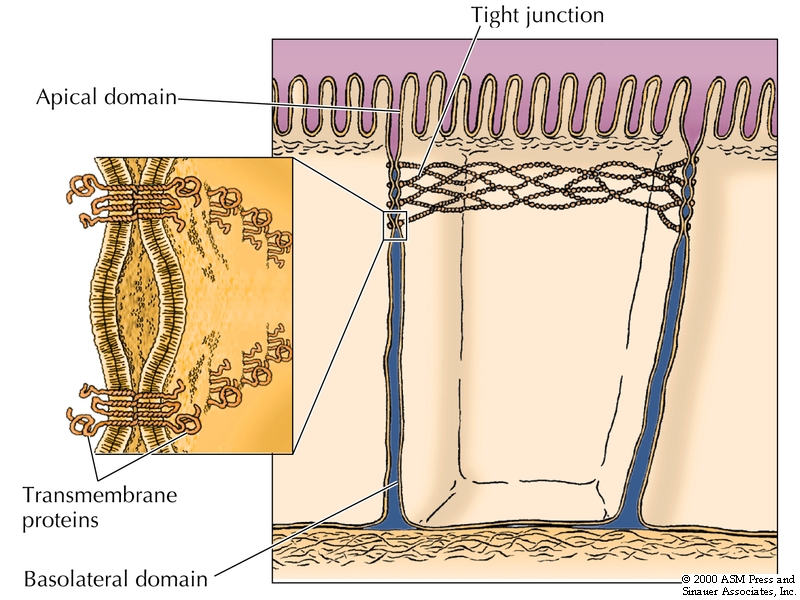 Tight junction
Apical domain
Transmembrane
proteins
Basolateral domain
© 2000 ASM Press and
Sinauer Associates, Inc.